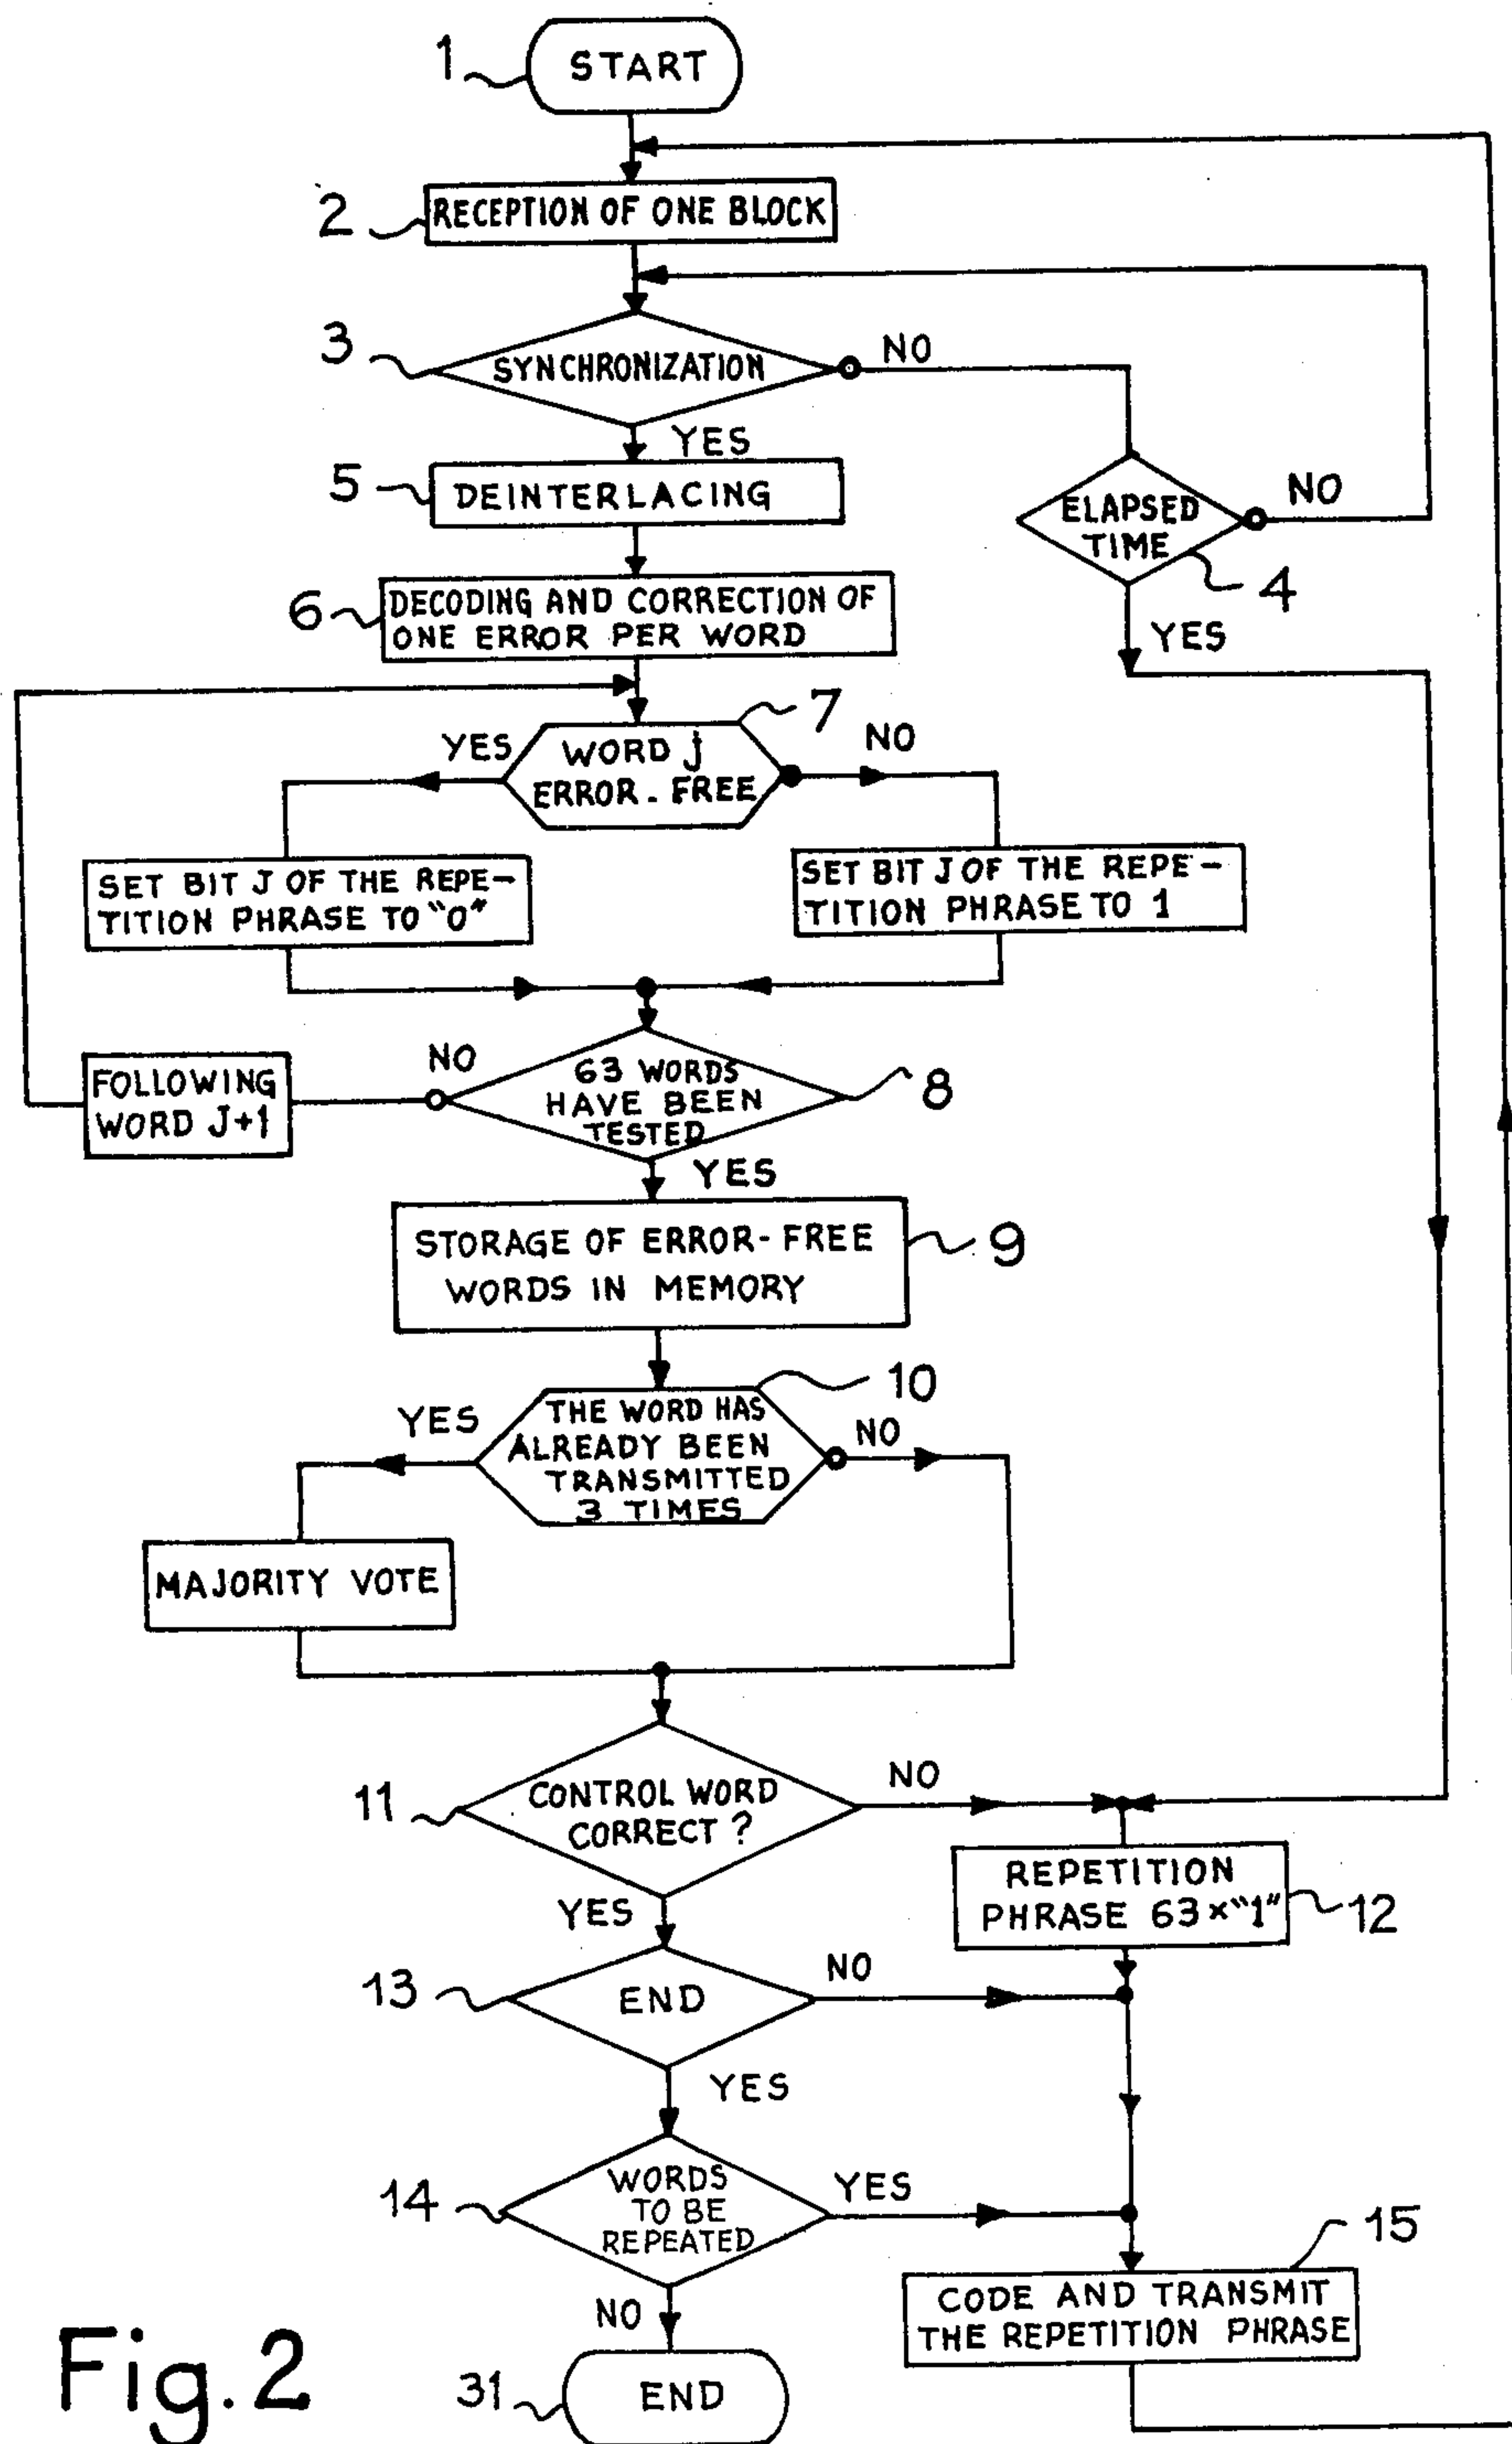 1
START
2
RECEPTION OF ONE BLOCK
3
SYNCHRONIZATION
NO
YES
5
DEINTERLACING
ELAPSED
TIME
NO
4
YES
6
DECODING AND CORRECTION OF
ONE ERROR PER WORD
7
YES
WORD j
ERROR-FREE
NO
SET BIT J OF THE REPE-
TITION PHRASE TO "0"
SET BIT J OF THE REPE-
TITION PHRASE TO 1
NO
FOLLOWING
WORD J+1
63 WORDS
HAVE BEEN
TESTED
8
YES
STORAGE OF ERROR-FREE
WORDS IN MEMORY
9
10
YES
THE WORD HAS
ALREADY BEEN
TRANSMITTED
3 TIMES
NO
MAJORITY VOTE
11
CONTROL WORD
CORRECT ?
NO
YES
REPETITION
PHRASE 63×"1"
12
13
END
NO
YES
14
WORDS
TO BE
REPEATED
YES
15
CODE AND TRANSMIT
THE REPETITION PHRASE
NO
31
END
Fig. 2